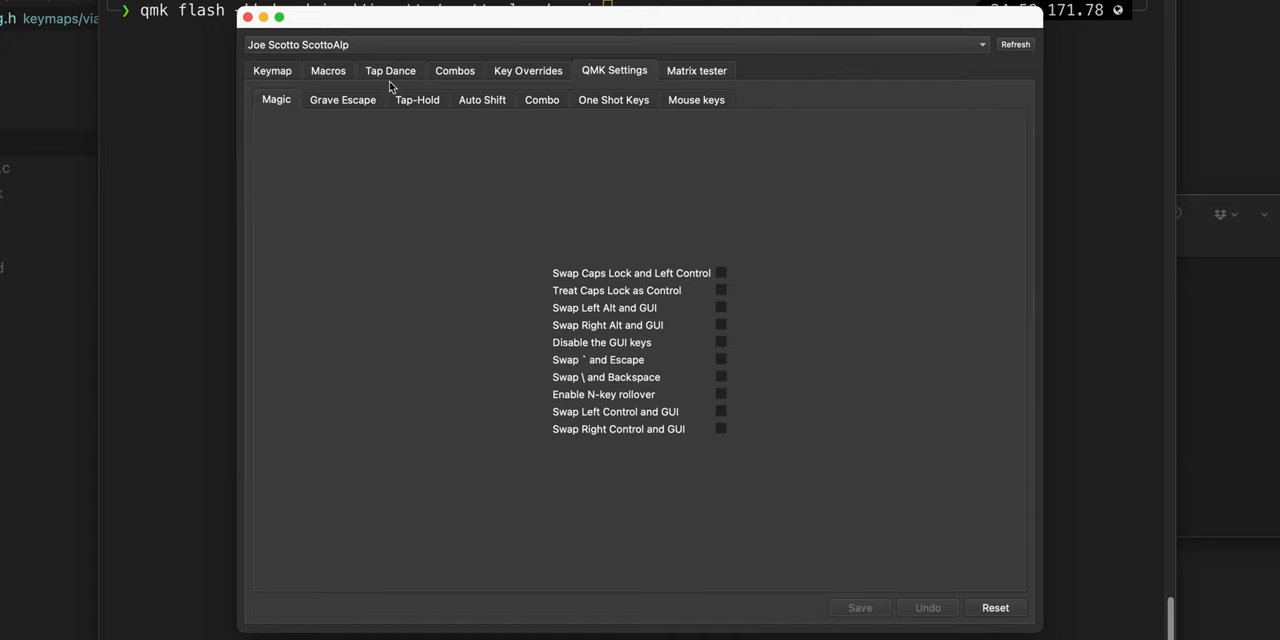 g.h keymaps/via
❯ qmk flash
171.78
Joe Scotto ScottoAlp
Refresh
Keymap Macros Tap Dance Combos Key Overrides QMK Settings Matrix tester
Magic Grave Escape Tap-Hold Auto Shift Combo One Shot Keys Mouse keys
Swap Caps Lock and Left Control
Treat Caps Lock as Control
Swap Left Alt and GUI
Swap Right Alt and GUI
Disable the GUI keys
Swap ` and Escape
Swap \ and Backspace
Enable N-key rollover
Swap Left Control and GUI
Swap Right Control and GUI
Save Undo Reset